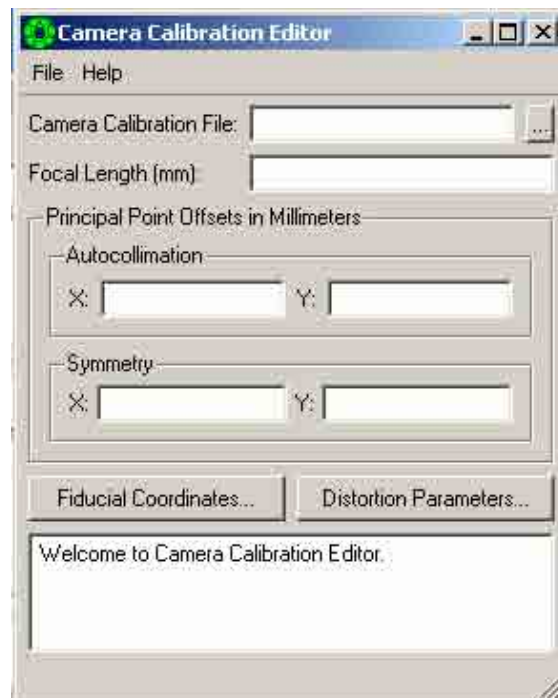 Camera Calibration Editor
File Help
Camera Calibration File: ...
Focal Length (mm):
Principal Point Offsets in Millimeters
Autocollimation
X: Y:
Symmetry
X: Y:
Fiducial Coordinates... Distortion Parameters...
Welcome to Camera Calibration Editor.